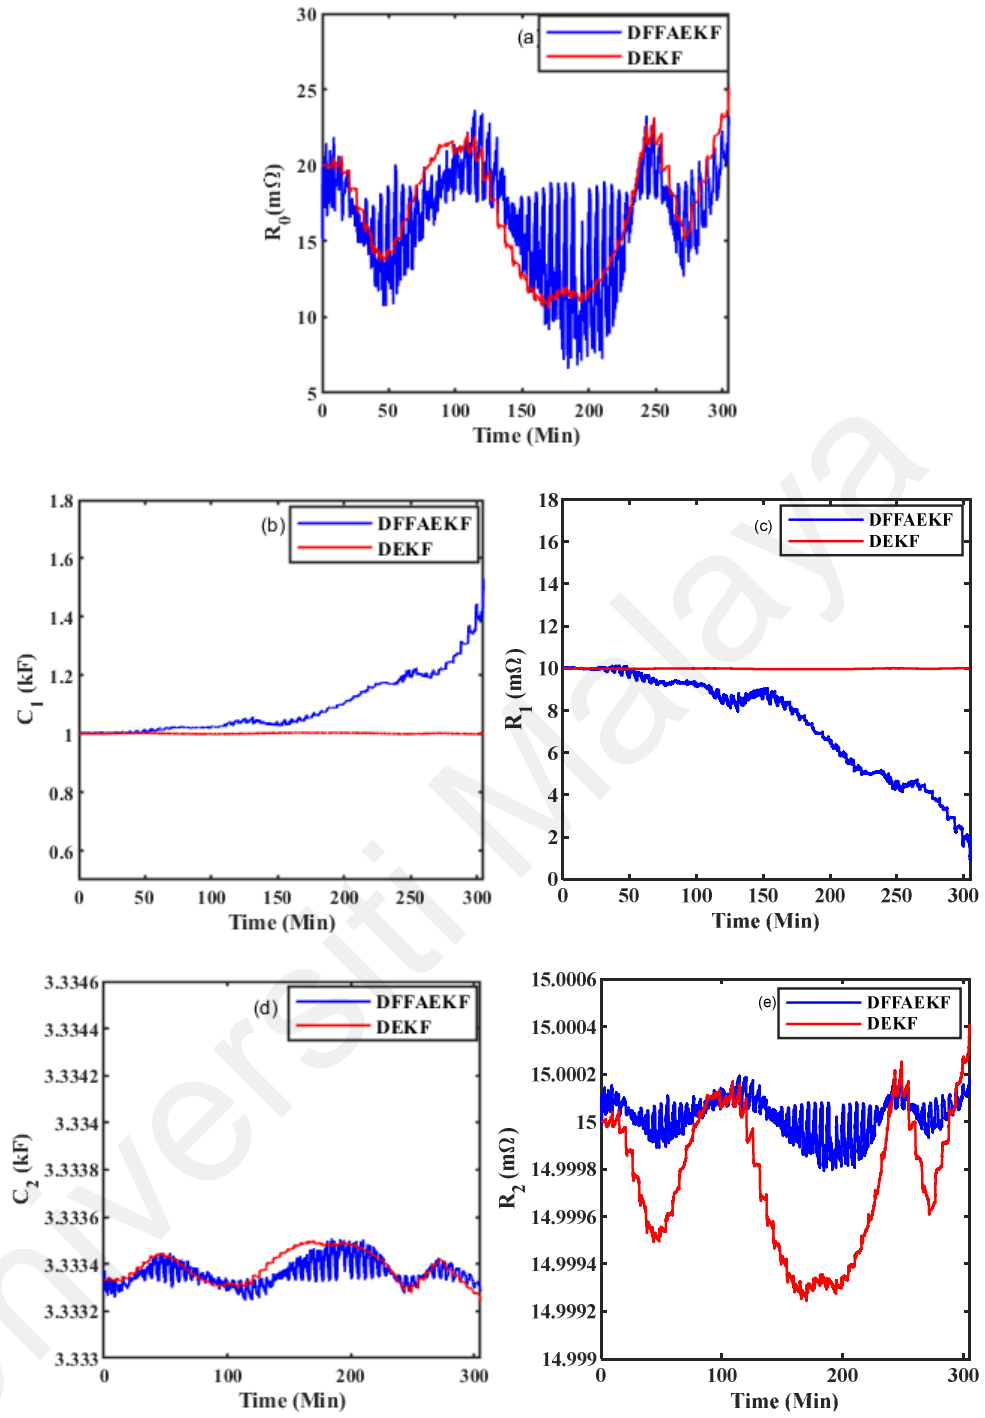 30
25
20
15
10
5
R0(mΩ)
(a
DFFAEKF
DEKF
0 50 100 150 200 250 300
Time (Min)
1.8
1.6
1.4
1.2
1
0.8
0.6
C1 (kF)
(b)
DFFAEKF
DEKF
0 50 100 150 200 250 300
Time (Min)
18
16
14
12
10
8
6
4
2
0
R1 (mΩ)
(c)
DFFAEKF
DEKF
0 50 100 150 200 250 300
Time (Min)
3.3346
3.3344
3.3342
3.334
3.3338
3.3336
3.3334
3.3332
3.333
C2 (kF)
(d)
DFFAEKF
DEKF
0 100 200 300
Time (Min)
15.0006
15.0004
15.0002
15
14.9998
14.9996
14.9994
14.9992
14.999
R2 (mΩ)
(e)
DFFAEKF
DEKF
0 100 200 300
Time (Min)
niversiti Malaya